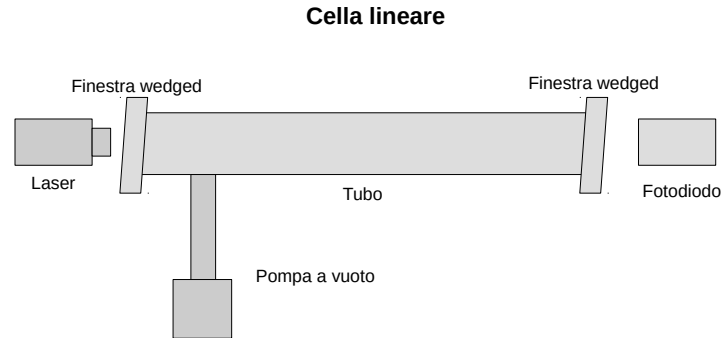 Cella lineare
Finestra wedged
Finestra wedged
Laser
Tubo
Fotodiodo
Pompa a vuoto